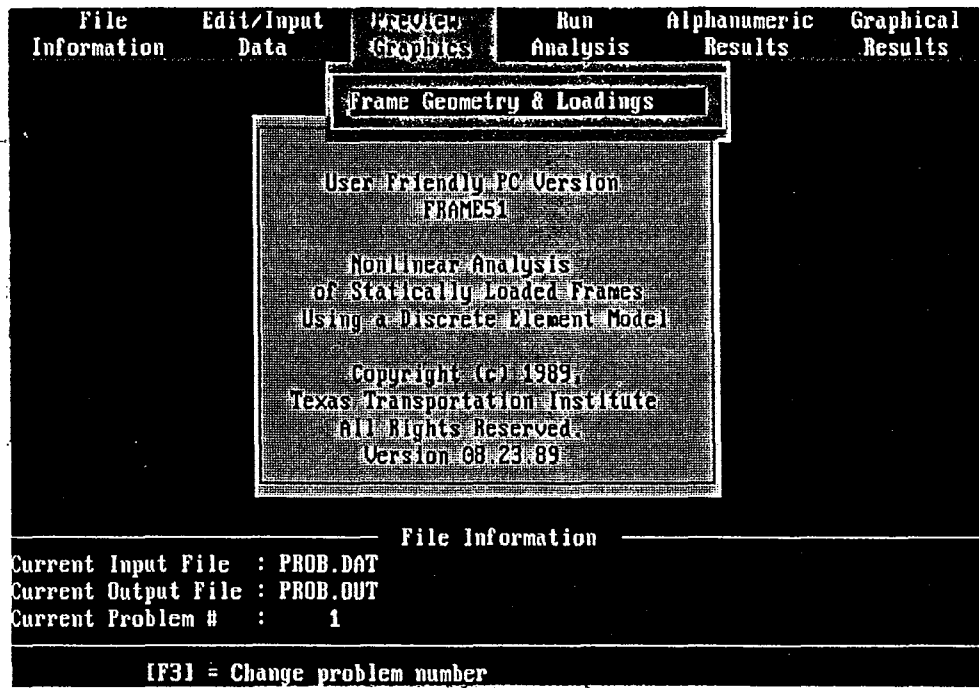 File Edit/Input Preview Run Alphanumeric Graphical
Information Data Graphics Analysis Results Results
Frame Geometry & Loadings
User Friendly PC Version
FRAME51
Nonlinear Analysis
of Statically Loaded Frames
Using a Discrete Element Model
Copyright (c) 1989,
Texas Transportation Institute
All Rights Reserved.
Version 08.23.89
File Information
Current Input File : PROB.DAT
Current Output File : PROB.OUT
Current Problem # : 1
[F3] = Change problem number